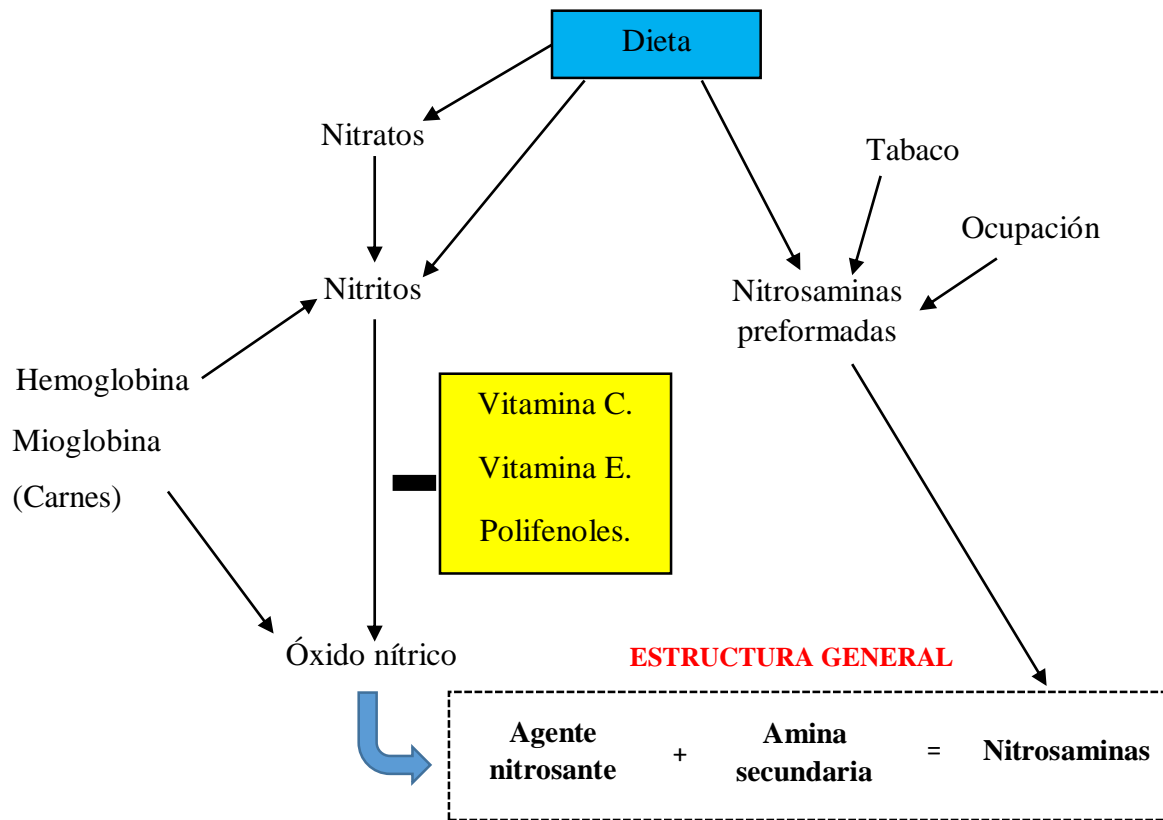 Dieta
Nitratos
Tabaco
Ocupación
Nitritos
Nitrosaminas
preformadas
Hemoglobina
Mioglobina
(Carnes)
Vitamina C.
Vitamina E.
Polifenoles.
Óxido nítrico
ESTRUCTURA GENERAL
Agente
nitrosante
+
Amina
secundaria
=
Nitrosaminas